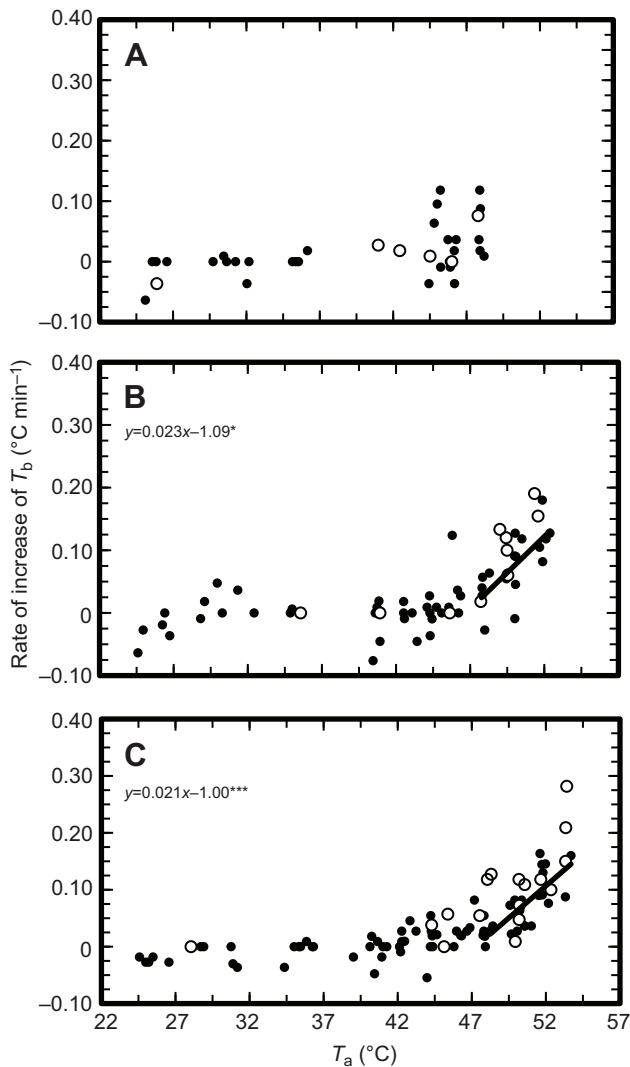 0.40
A
0.30
0.20
0.10
0
–0.10
0.40
B
y=0.023x–1.09*
0.30
0.20
0.10
0
–0.10
Rate of increase of Tb (°C min–1)
0.40
C
0.30
y=0.021x–1.00***
0.20
0.10
0
–0.10
22 27 32 37 42 47 52 57
Ta (°C)